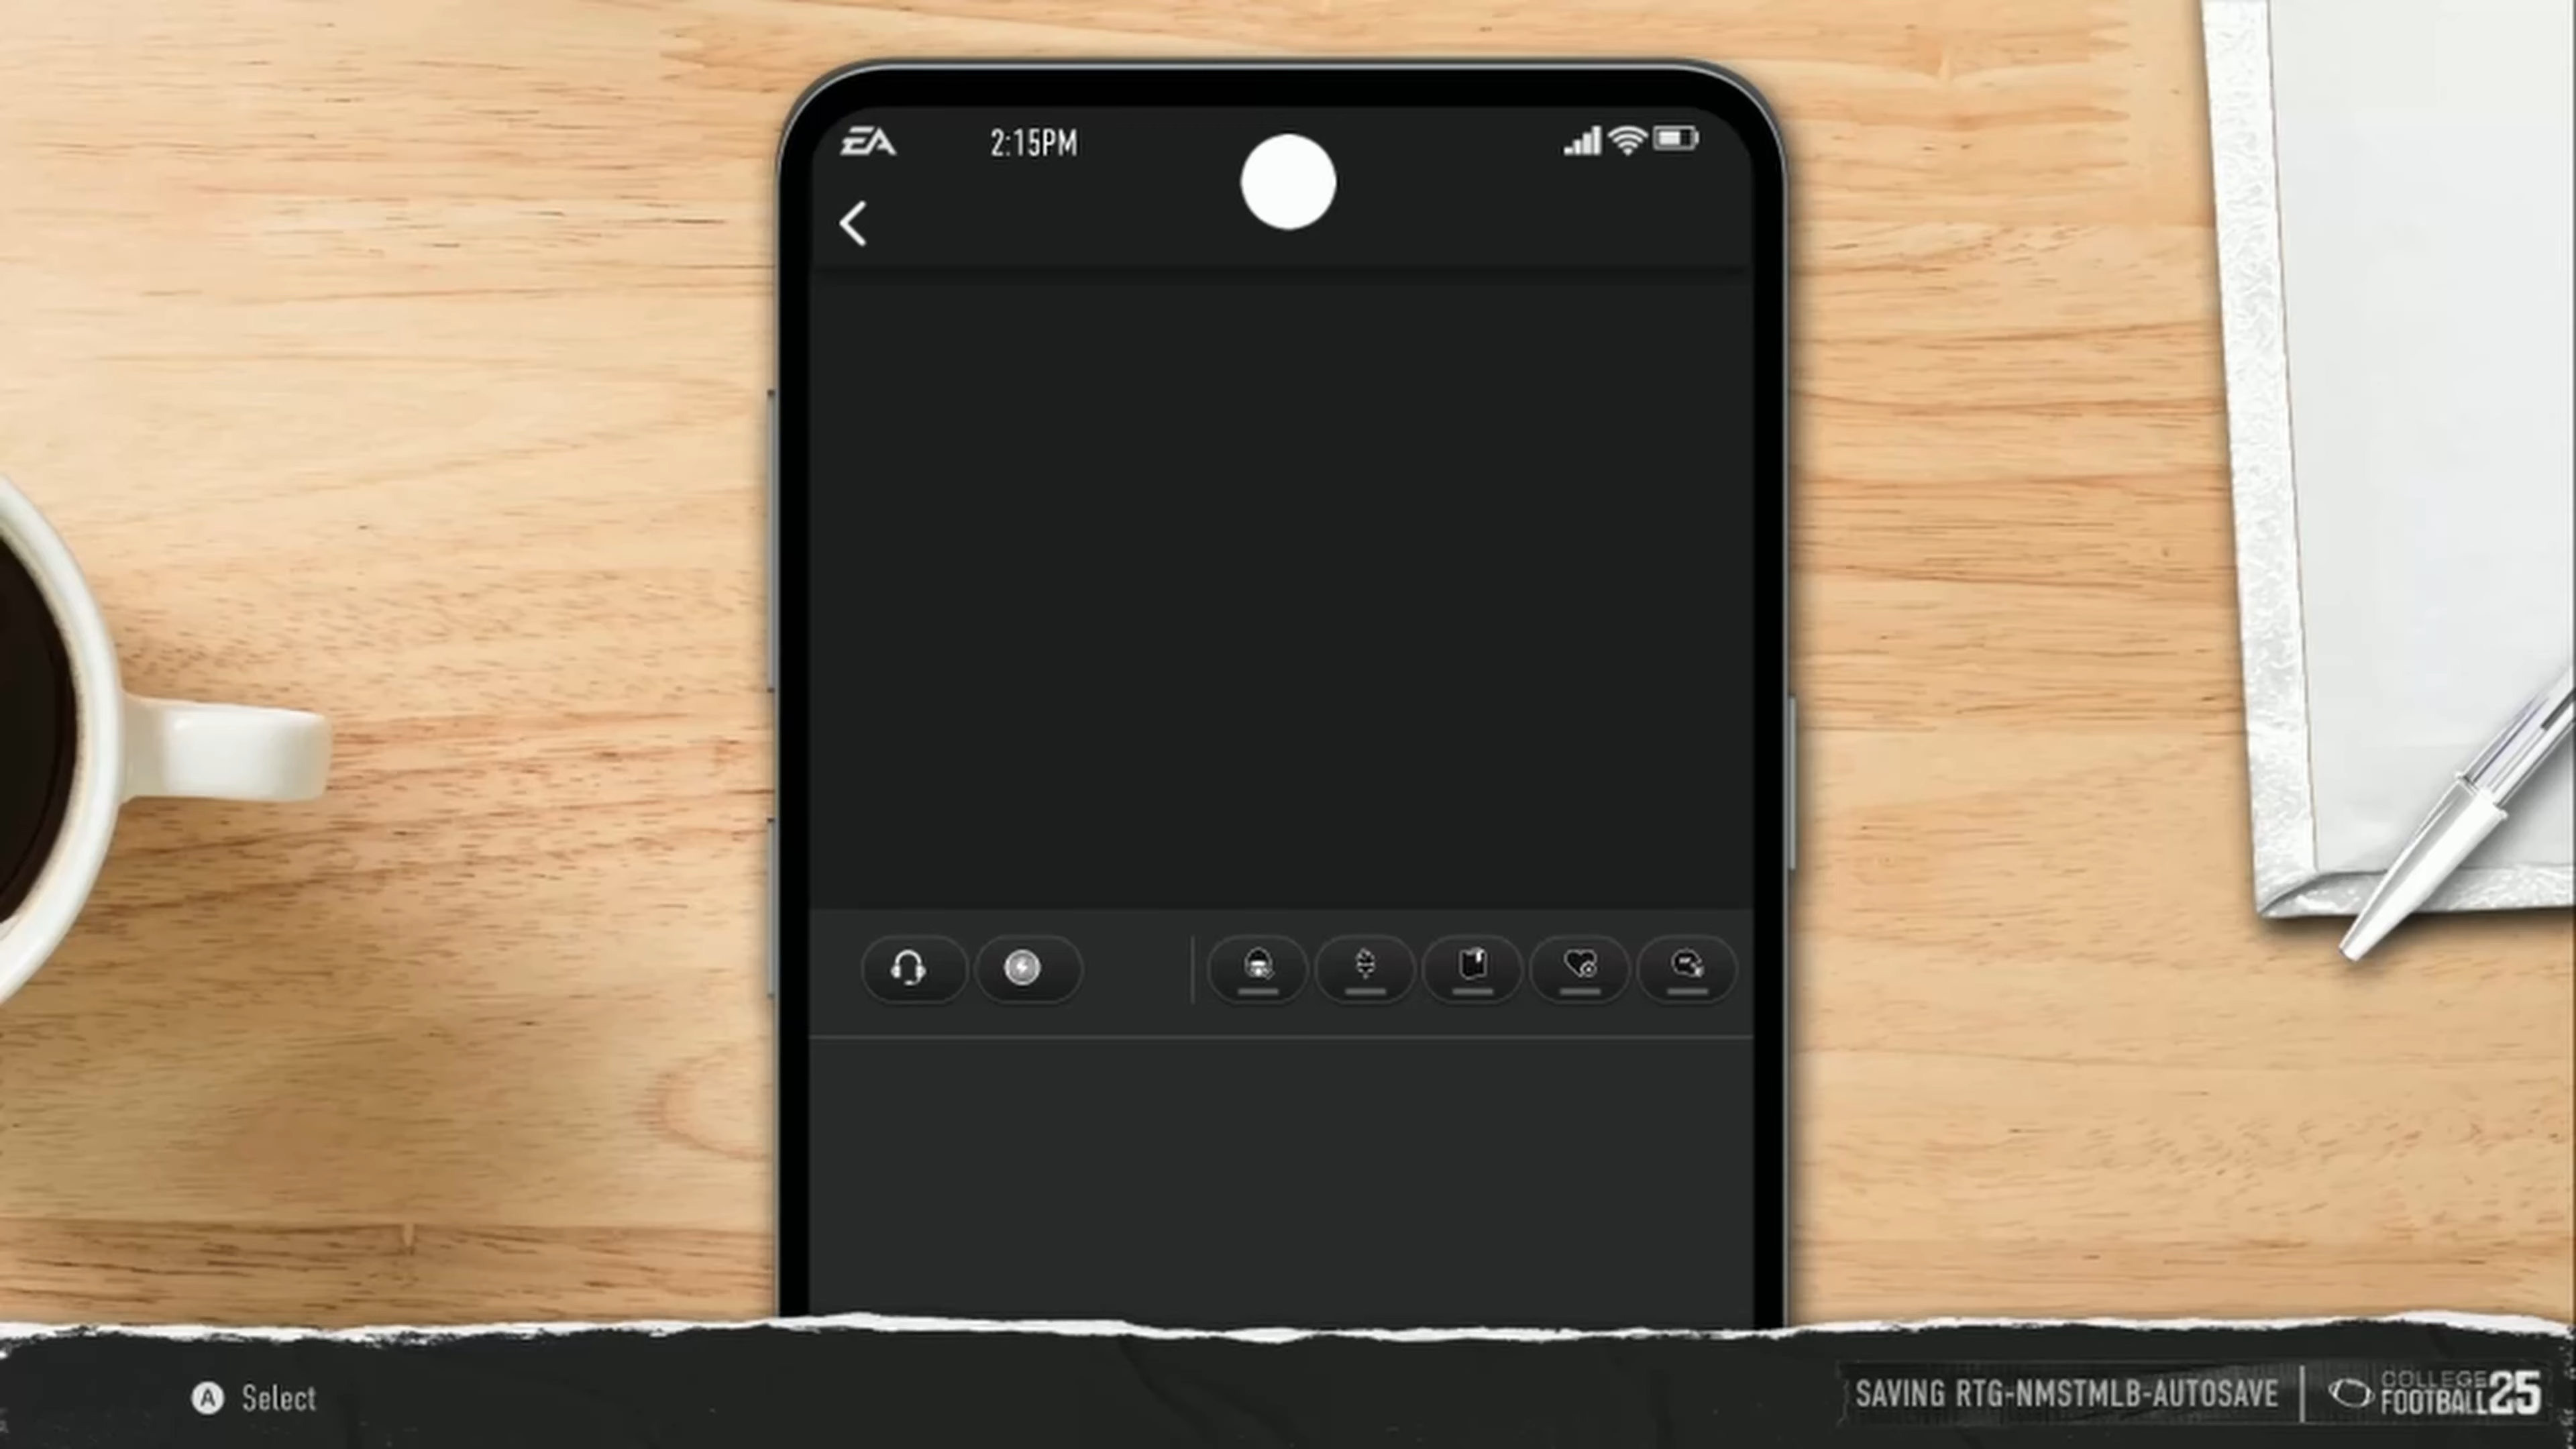 EA
2:15PM
A Select
SAVING RTG-NMSTMLB-AUTOSAVE
COLLEGE
FOOTBALL 25